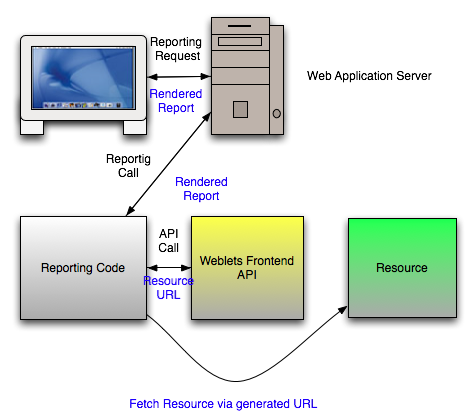 Reporting
Request
Web Application Server
Rendered
Report
Reportig
Call
Rendered
Report
API
Call
Reporting Code
Weblets Frontend
API
Resource
Resource
URL
Fetch Resource via generated URL